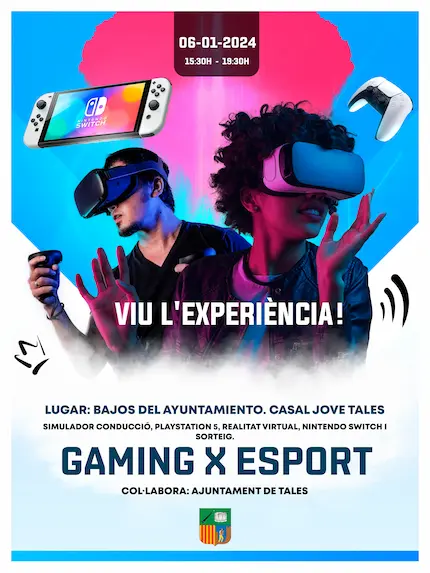 06-01-2024
15:30H - 19:30H
NINTENDO
SWITCH
VIU L'EXPERIÈNCIA!
LUGAR: BAJOS DEL AYUNTAMIENTO. CASAL JOVE TALES
SIMULADOR CONDUCCIÓ, PLAYSTATION 5, REALITAT VIRTUAL, NINTENDO SWITCH I
SORTEIG.
GAMING X ESPORT
COL·LABORA: AJUNTAMENT DE TALES